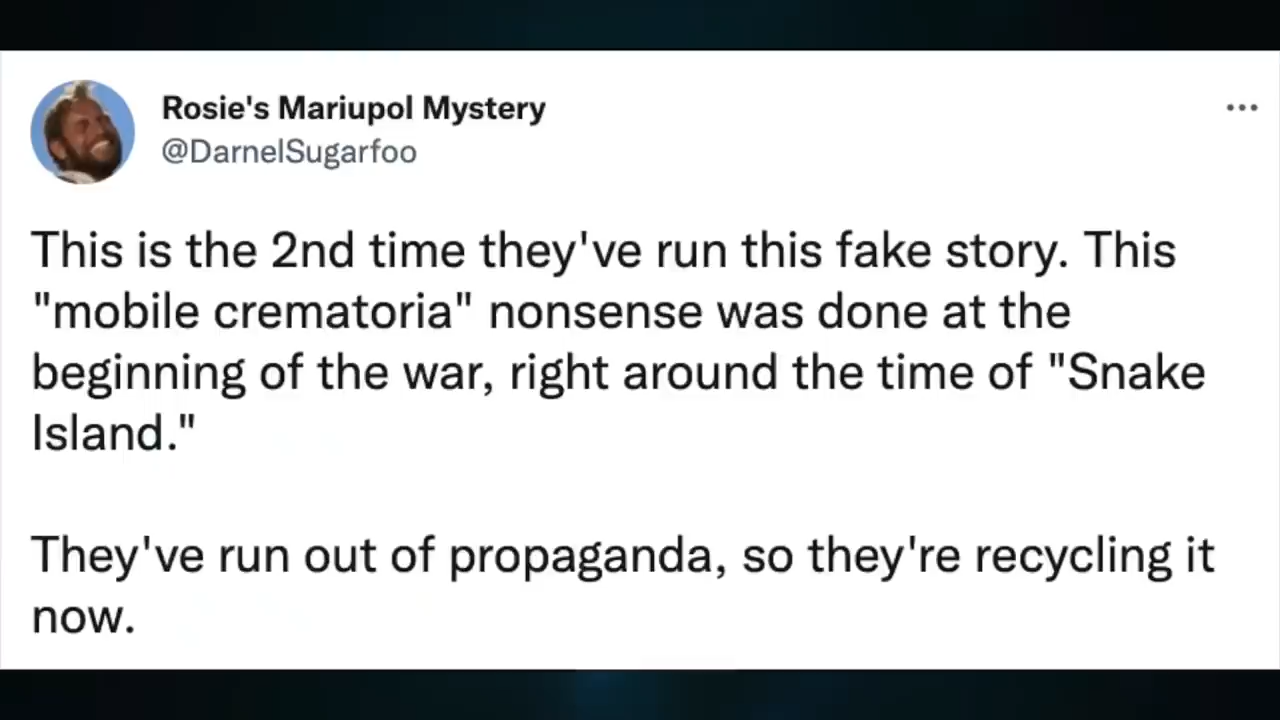 Rosie's Mariupol Mystery
@DarnelSugarfoo
This is the 2nd time they've run this fake story. This
"mobile crematoria" nonsense was done at the
beginning of the war, right around the time of "Snake
Island."
They've run out of propaganda, so they're recycling it
now.